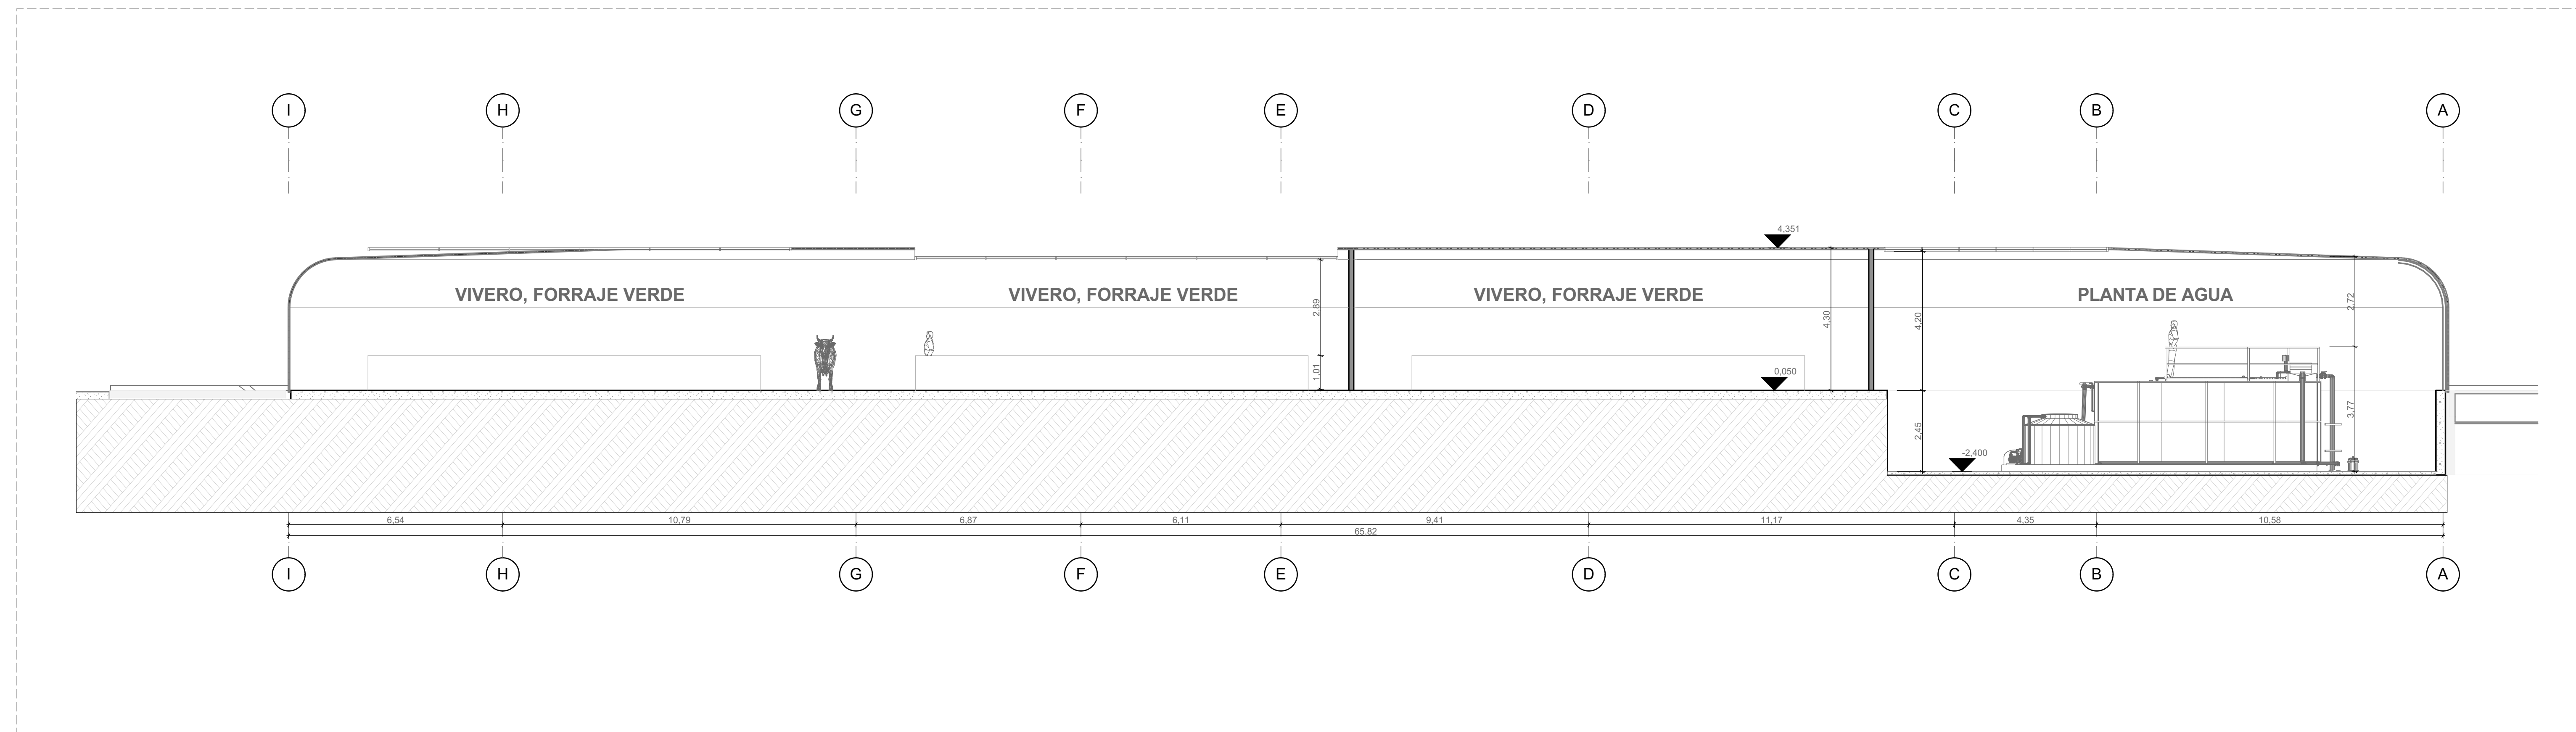 I H G F E D C B A
4,351
VIVERO, FORRAJE VERDE VIVERO, FORRAJE VERDE VIVERO, FORRAJE VERDE PLANTA DE AGUA
2,89 4,30 4,20 2,72
1,01 0,050
3,77
2,45
-2,400
6,54 10,79 6,87 6,11 9,41 11,17 4,35 10,58
65,82
I H G F E D C B A